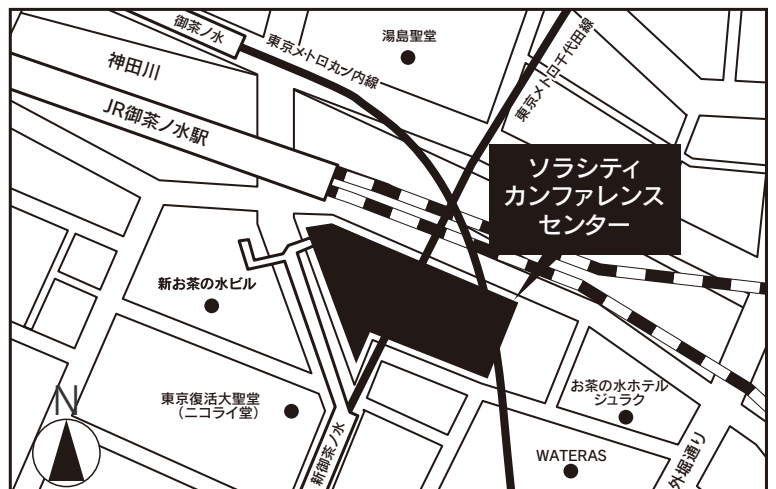 御茶ノ水
東京メトロ丸ノ内線
湯島聖堂
東京メトロ千代田線
神田川
JR御茶ノ水駅
ソラシティ
カンファレンス
センター
新お茶の水ビル
東京復活大聖堂
（ニコライ堂）
新御茶ノ水
お茶の水ホテル
ジュラク
WATERAS
外堀通り
N